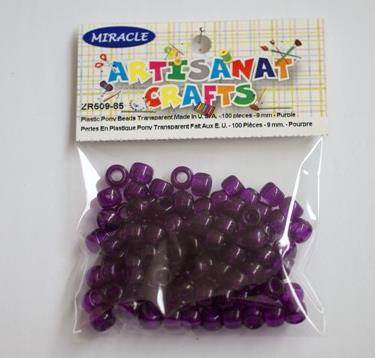 MIRACLE
ARTISANAT
CRAFTS
ZR509-85
Plastic Pony Beads Transparent Made In U.S.A. - 100 pieces - 9 mm - Purple
Perles En Plastique Pony Transparent Fait Aux E. U. - 100 Pièces - 9 mm. - Pourpre